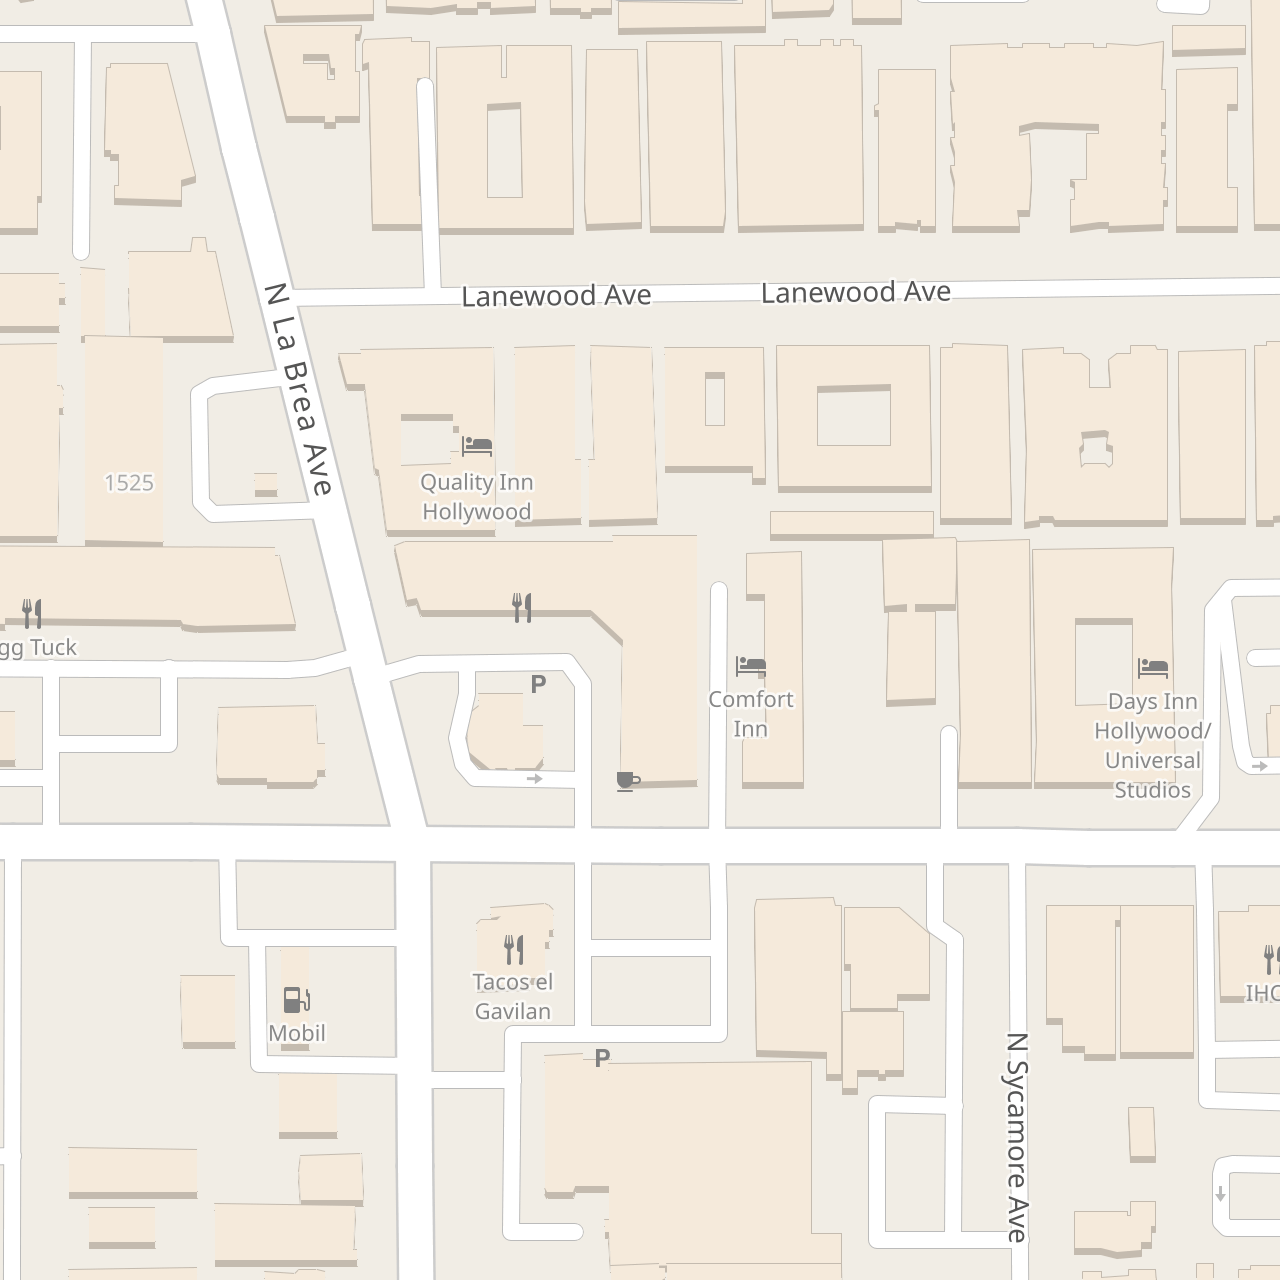 Lanewood Ave
Lanewood Ave
N La Brea Ave
Quality Inn
Hollywood
1525
gg Tuck
P
Comfort
Inn
Days Inn
Hollywood/
Universal
Studios
Tacos el
Gavilan
IHO
Mobil
P
N Sycamore Ave